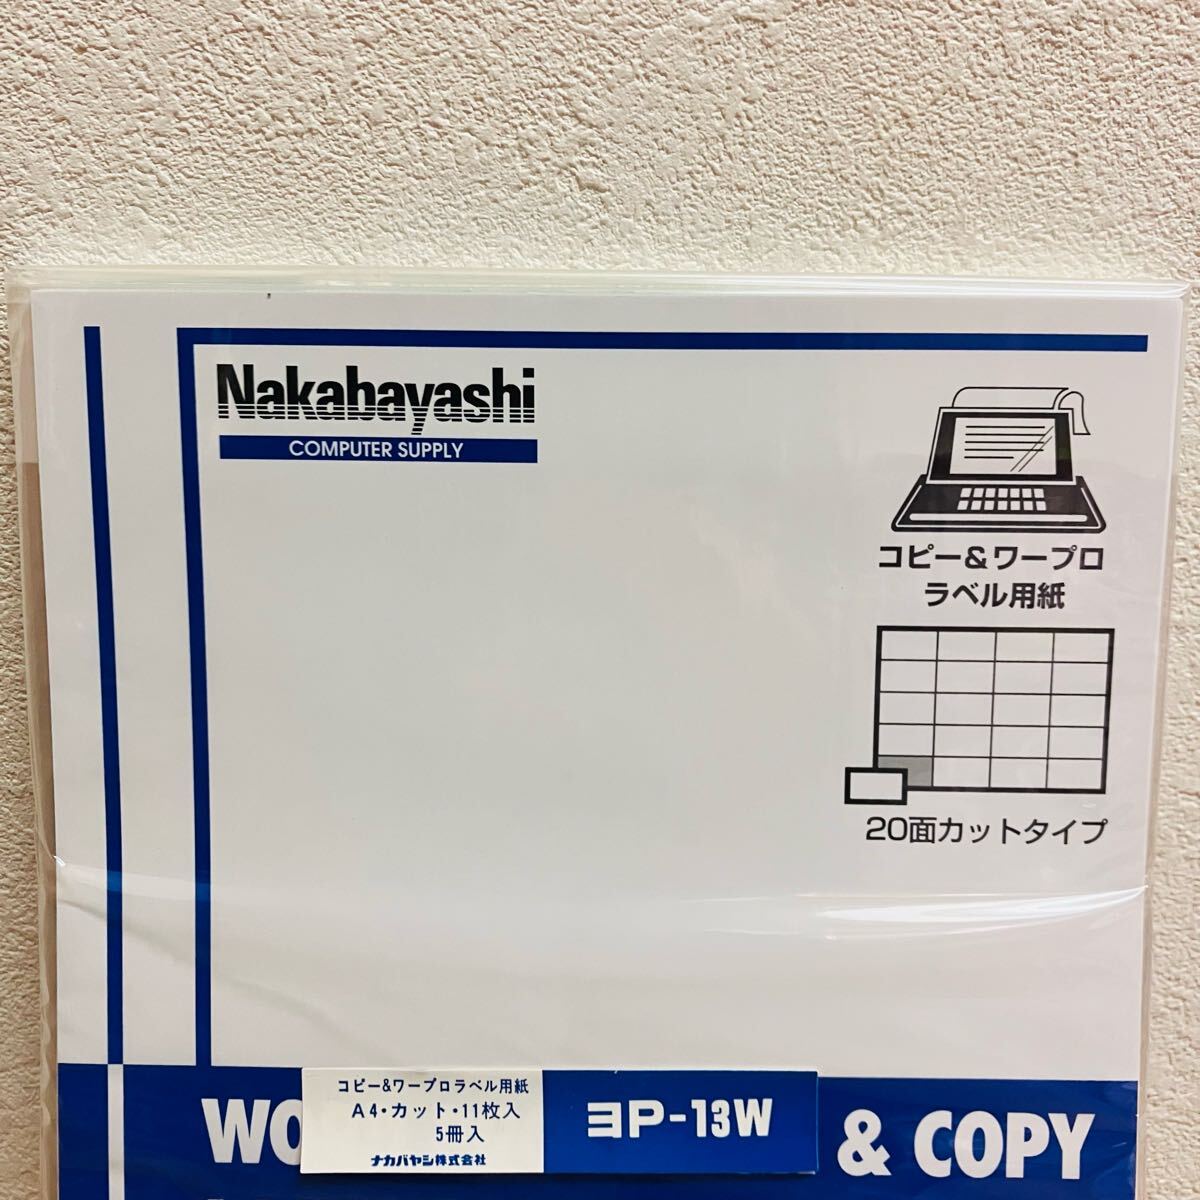 Nakabayashi
COMPUTER SUPPLY
コピー&ワープロ
ラベル用紙
20面カットタイプ
コピー&ワープロラベル用紙
A4・カット・11枚入
5冊入
ナカバヤシ株式会社
ヨP-13W
& COPY